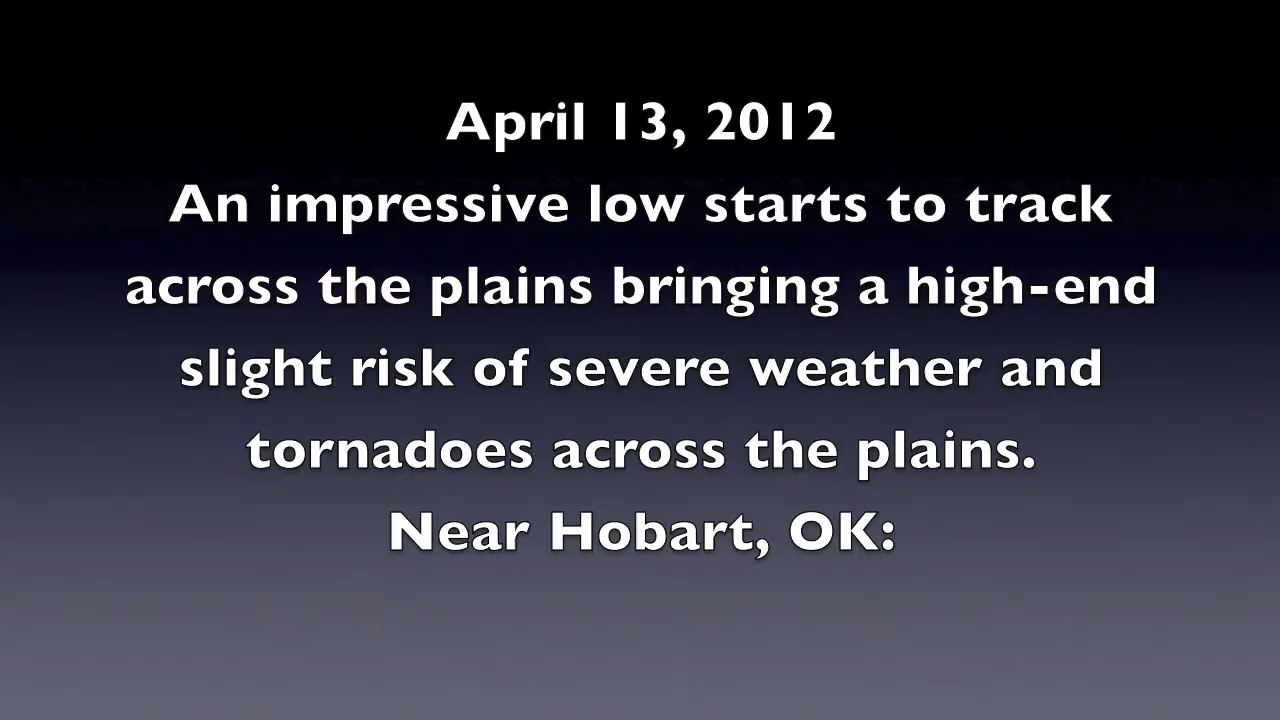 April 13, 2012
An impressive low starts to track
across the plains bringing a high-end
slight risk of severe weather and
tornadoes across the plains.
Near Hobart, OK: